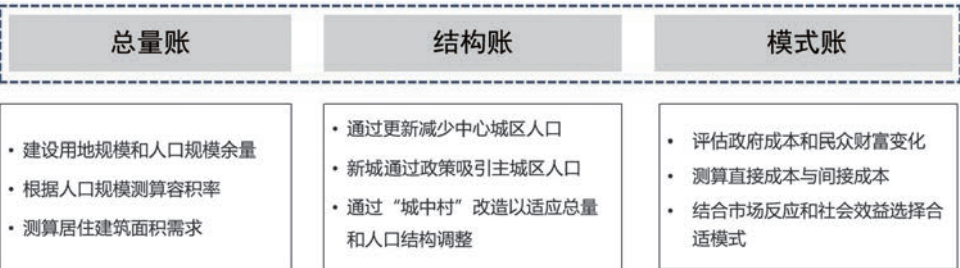 总量账
结构账
模式账
• 建设用地规模和人口规模余量
• 根据人口规模测算容积率
• 测算居住建筑面积需求
• 通过更新减少中心城区人口
• 新城通过政策吸引主城区人口
• 通过“城中村”改造以适应总量
和人口结构调整
• 评估政府成本和民众财富变化
• 测算直接成本与间接成本
• 结合市场反应和社会效益选择合
适模式